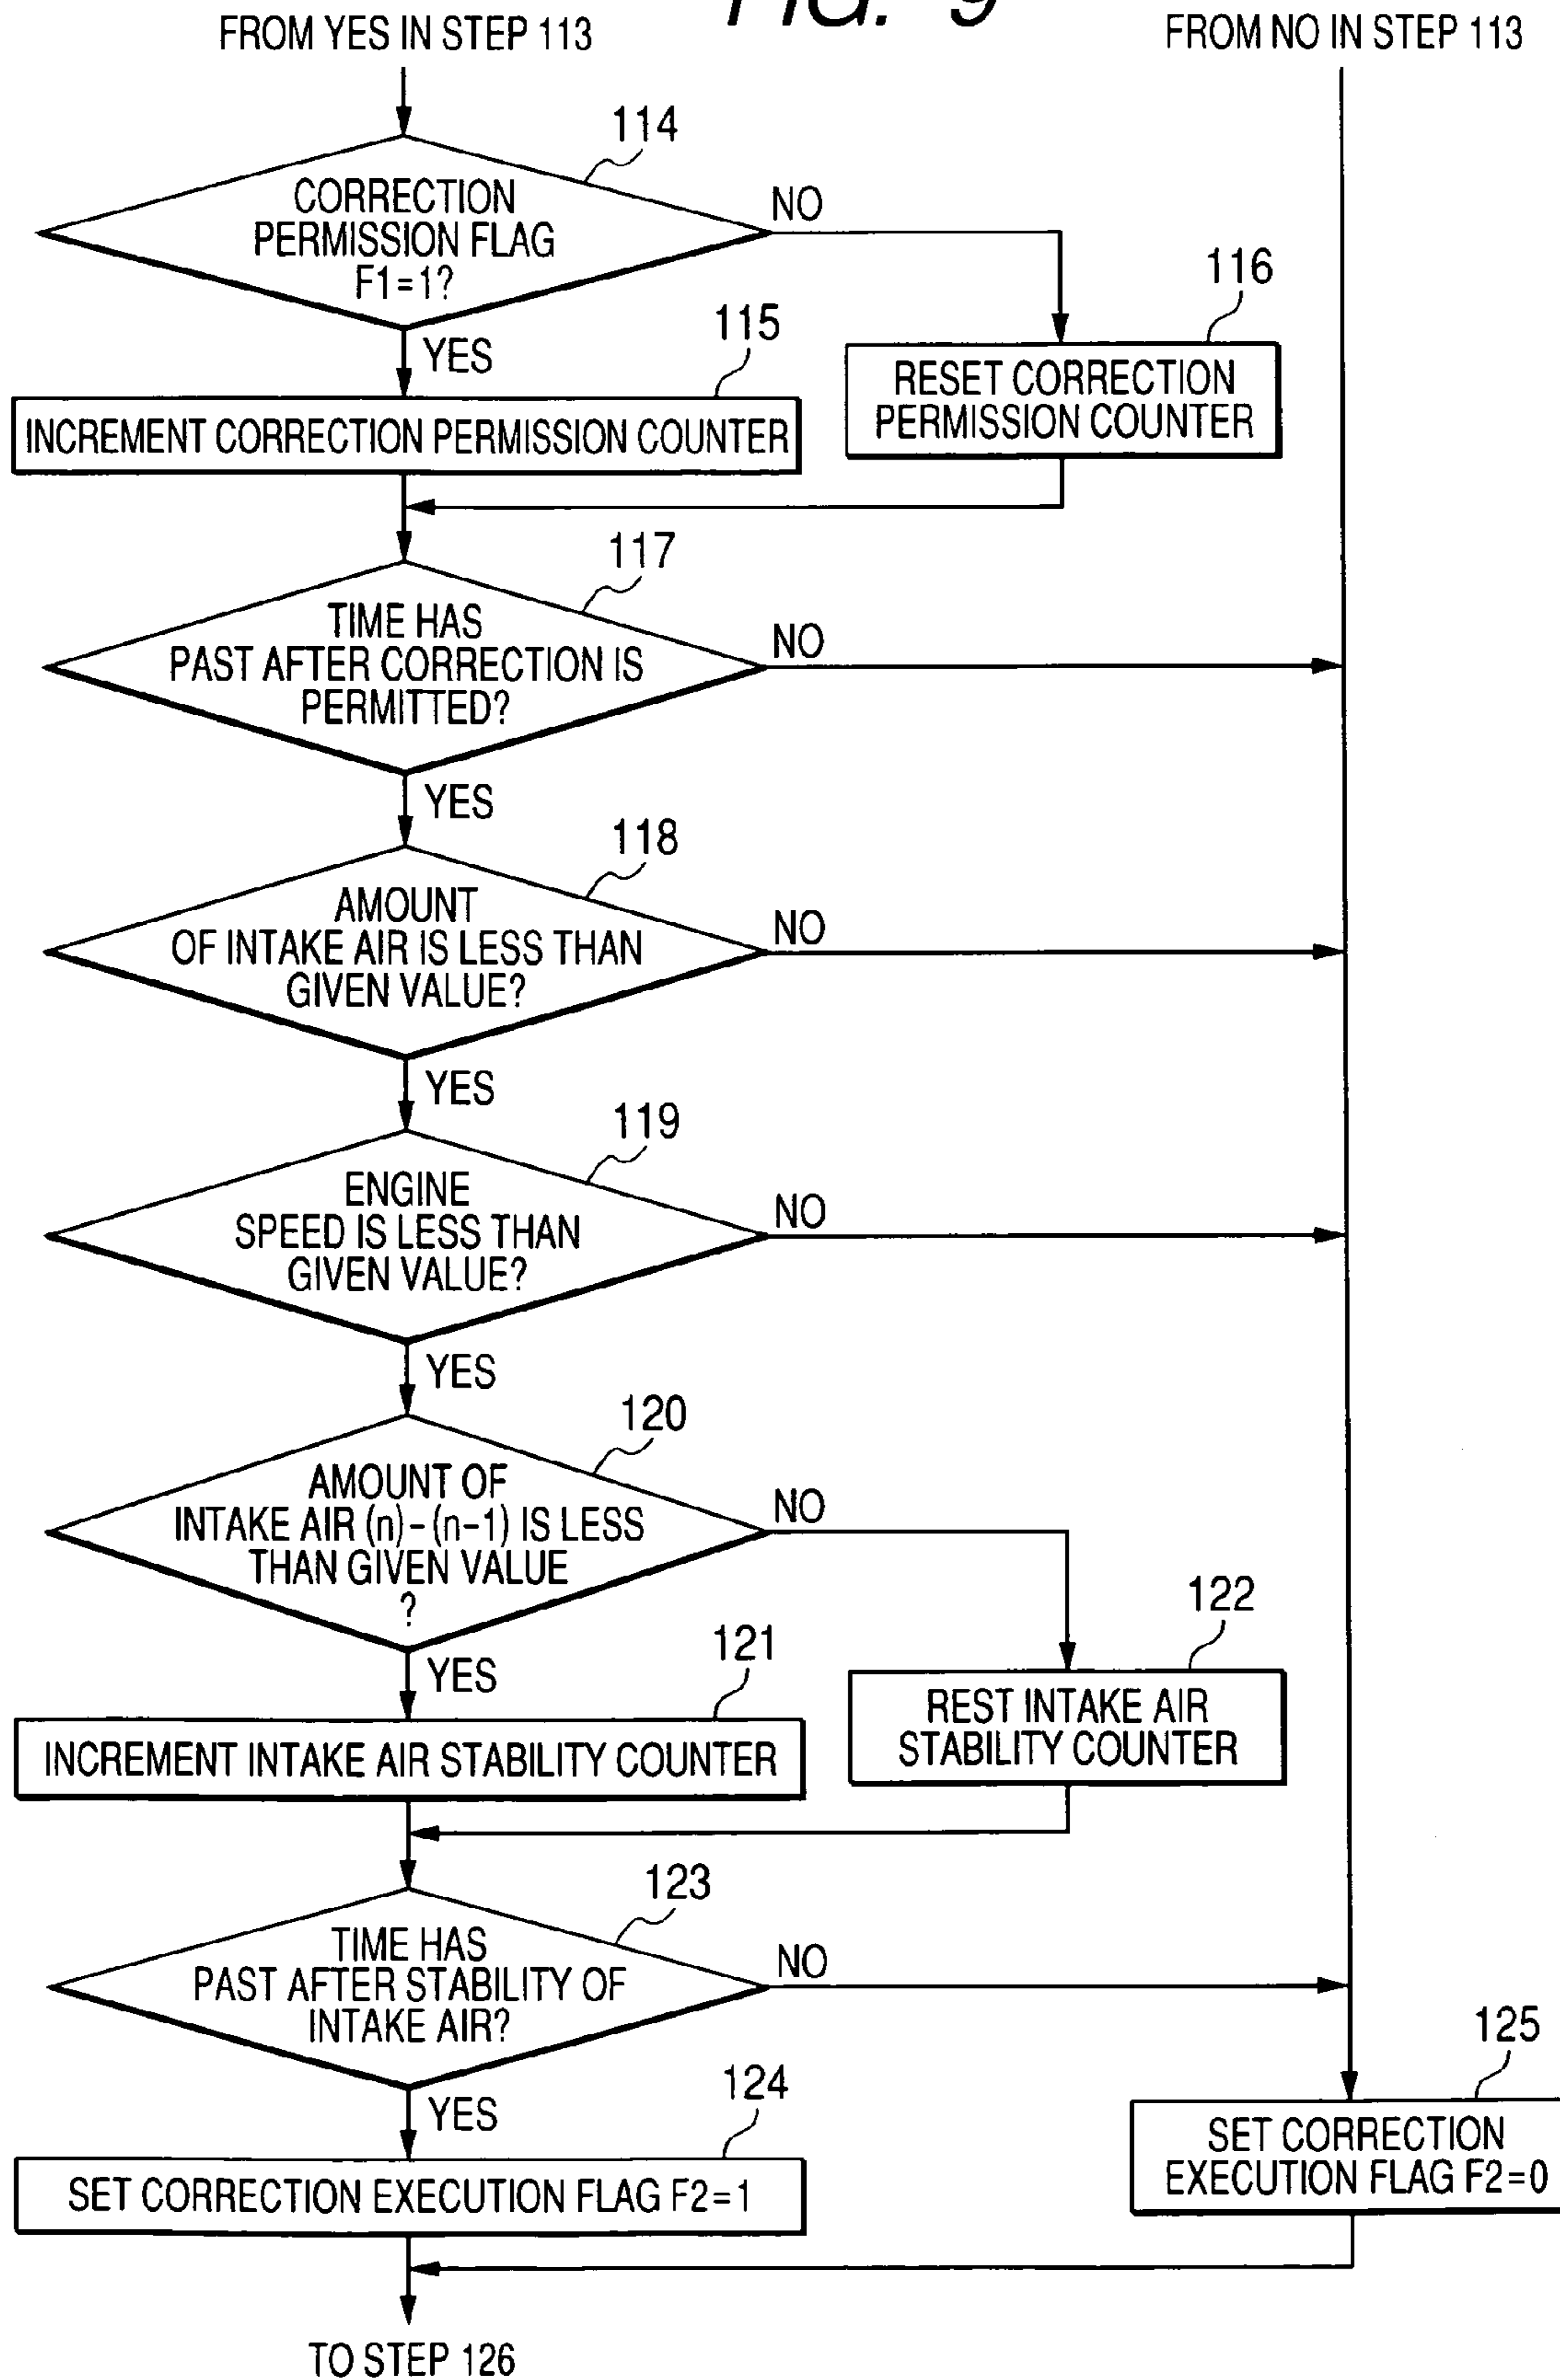 FIG. 9
FROM YES IN STEP 113
FROM NO IN STEP 113
114
CORRECTION
PERMISSION FLAG
F1=1?
NO
YES
115
INCREMENT CORRECTION PERMISSION COUNTER
116
RESET CORRECTION
PERMISSION COUNTER
117
TIME HAS
PAST AFTER CORRECTION IS
PERMITTED?
NO
YES
118
AMOUNT
OF INTAKE AIR IS LESS THAN
GIVEN VALUE?
NO
YES
119
ENGINE
SPEED IS LESS THAN
GIVEN VALUE?
NO
YES
120
AMOUNT OF
INTAKE AIR (n)-(n-1) IS LESS
THAN GIVEN VALUE
?
NO
YES
121
INCREMENT INTAKE AIR STABILITY COUNTER
122
REST INTAKE AIR
STABILITY COUNTER
123
TIME HAS
PAST AFTER STABILITY OF
INTAKE AIR?
NO
YES
124
SET CORRECTION EXECUTION FLAG F2=1
125
SET CORRECTION
EXECUTION FLAG F2=0
TO STEP 126